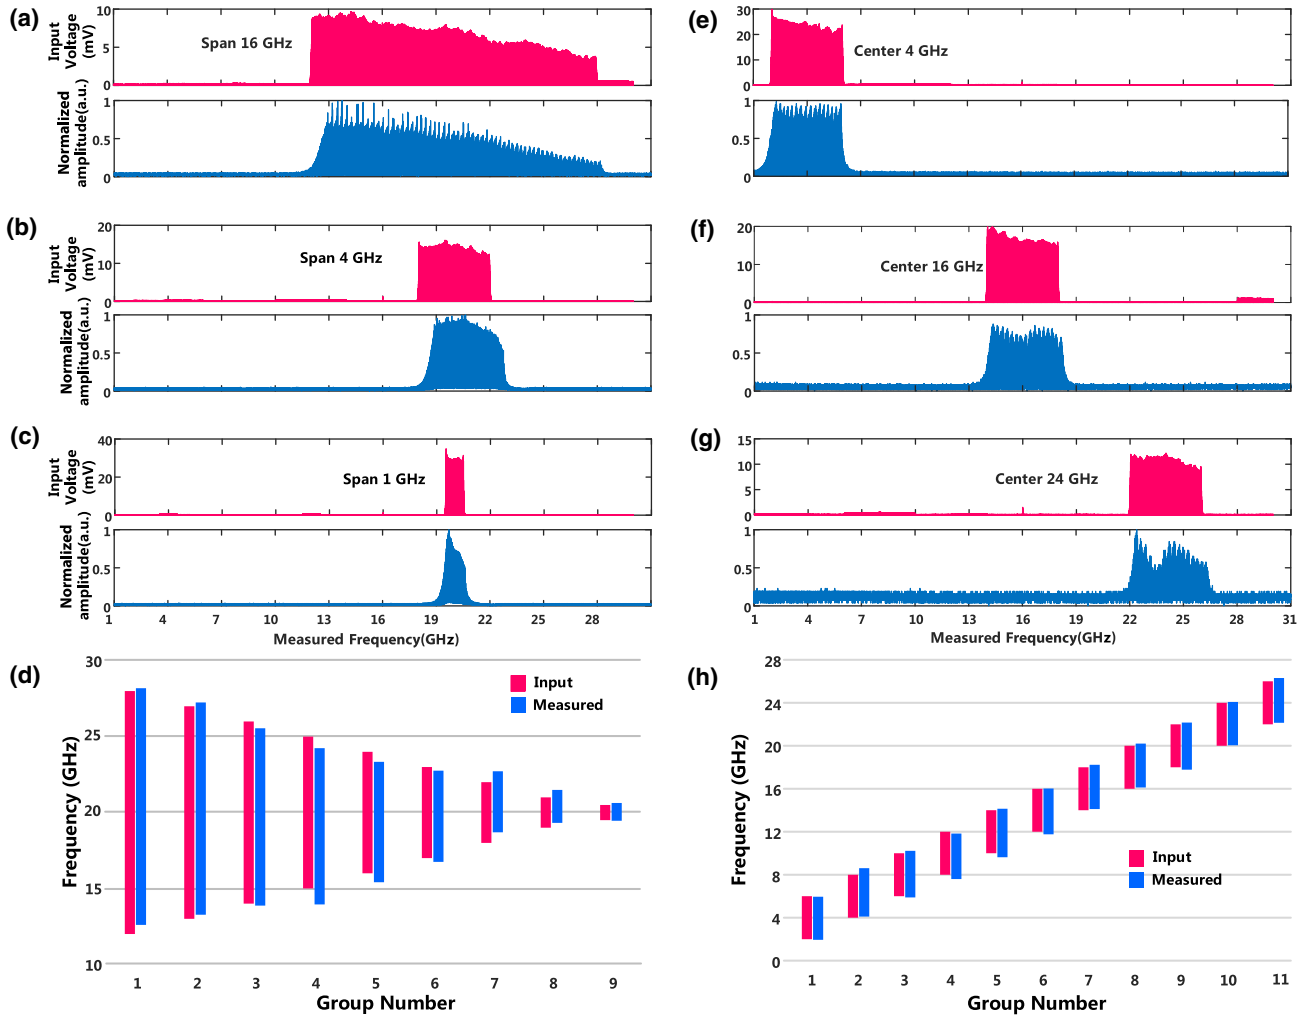 (a)
Input
Voltage
(mV)
10
5
0
Span 16 GHz
Normalized
amplitude(a.u.)
1
0.5
0
(b)
Input
Voltage
(mV)
20
10
0
Span 4 GHz
Normalized
amplitude(a.u.)
1
0.5
0
(c)
Input
Voltage
(mV)
40
20
0
Span 1 GHz
Normalized
amplitude(a.u.)
1
0.5
0
1 4 7 10 13 16 19 22 25 28
Measured Frequency(GHz)
(d)
Frequency (GHz)
30
25
20
15
10
Input
Measured
1 2 3 4 5 6 7 8 9
Group Number
(e)
30
20
10
0
Center 4 GHz
1
0.5
0
(f)
20
10
0
Center 16 GHz
1
0.5
0
(g)
15
10
5
0
Center 24 GHz
1
0.5
0
1 4 7 10 13 16 19 22 25 28 31
Measured Frequency(GHz)
(h)
Frequency (GHz)
28
24
20
16
12
8
4
0
Input
Measured
1 2 3 4 5 6 7 8 9 10 11
Group Number